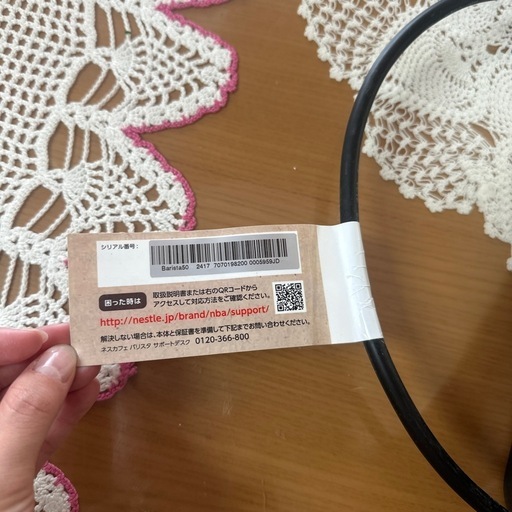 シリアル番号:
Barista50 2417 7070198200 0005959JD
困った時は
取扱説明書または右のQRコードから
アクセスして対応方法をご確認ください。
http://nestle.jp/brand/nba/support/
解決しない場合は、本体と保証書を準備して下記までお問い合わせください。
ネスカフェ バリスタ サポートデスク 0120-366-800